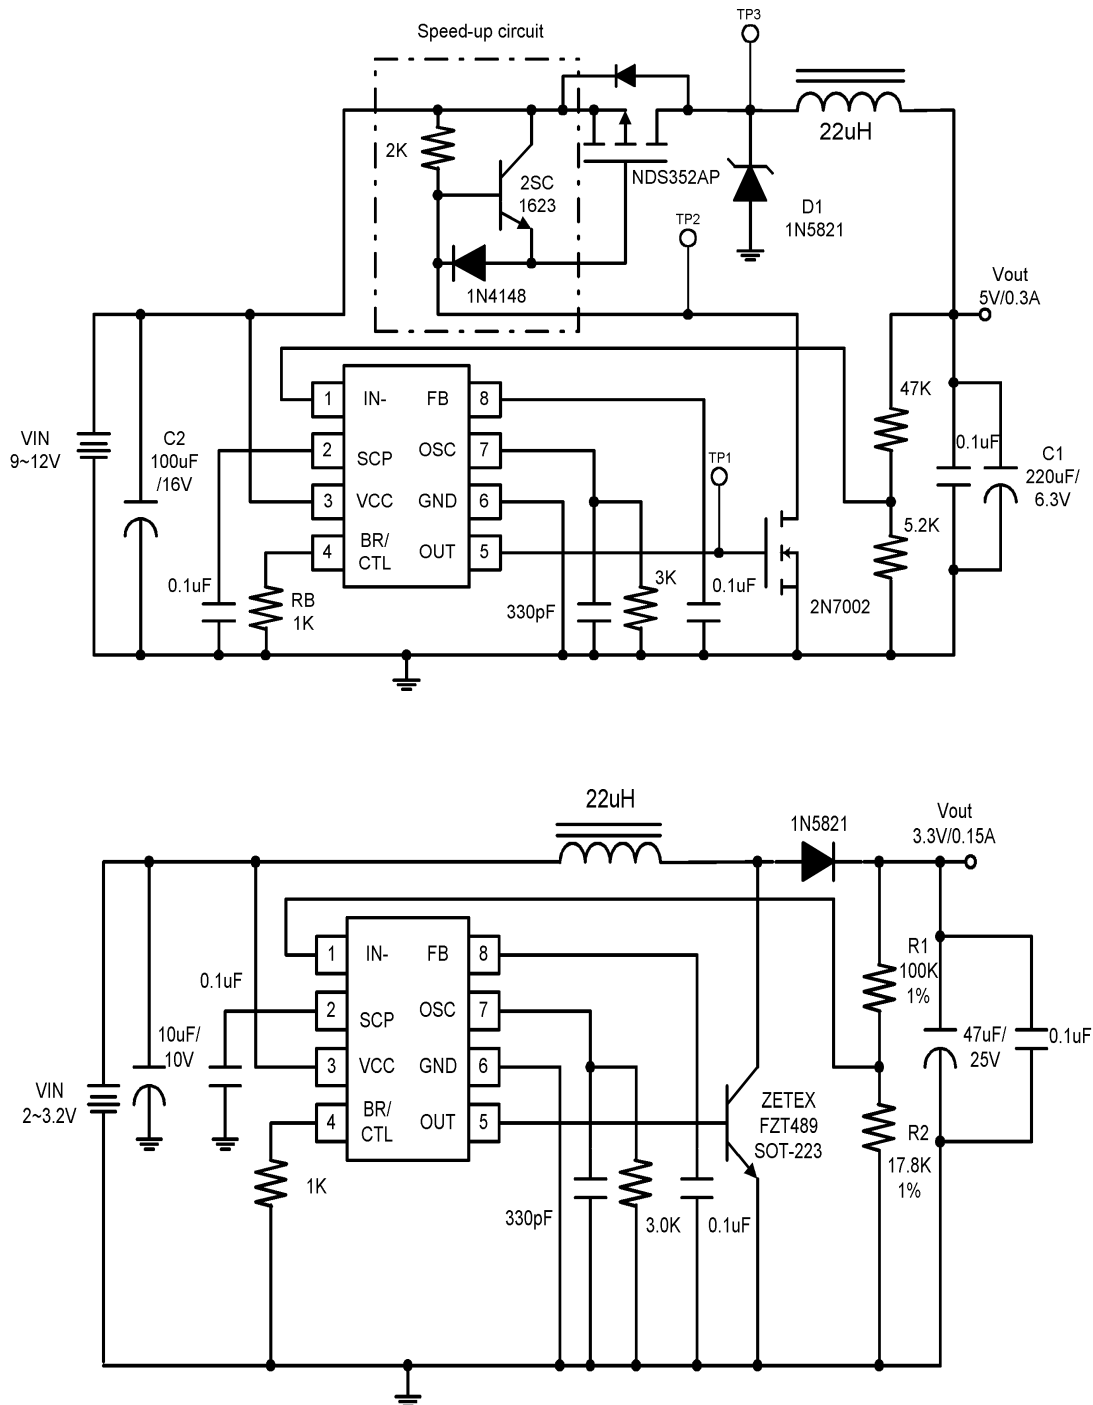 Speed-up circuit
TP3
2K
2SC
1623
1N4148
NDS352AP
22uH
D1
1N5821
TP2
Vout
5V/0.3A
VIN
9~12V
C2
100uF
/16V
1
IN-
FB
8
2
SCP
OSC
7
3
VCC
GND
6
4
BR/
CTL
OUT
5
0.1uF
RB
1K
330pF
3K
0.1uF
TP1
2N7002
47K
5.2K
0.1uF
C1
220uF/
6.3V
22uH
1N5821
Vout
3.3V/0.15A
VIN
2~3.2V
10uF/
10V
0.1uF
1
IN-
FB
8
2
SCP
OSC
7
3
VCC
GND
6
4
BR/
CTL
OUT
5
1K
330pF
3.0K
0.1uF
ZETEX
FZT489
SOT-223
R1
100K
1%
R2
17.8K
1%
47uF/
25V
0.1uF